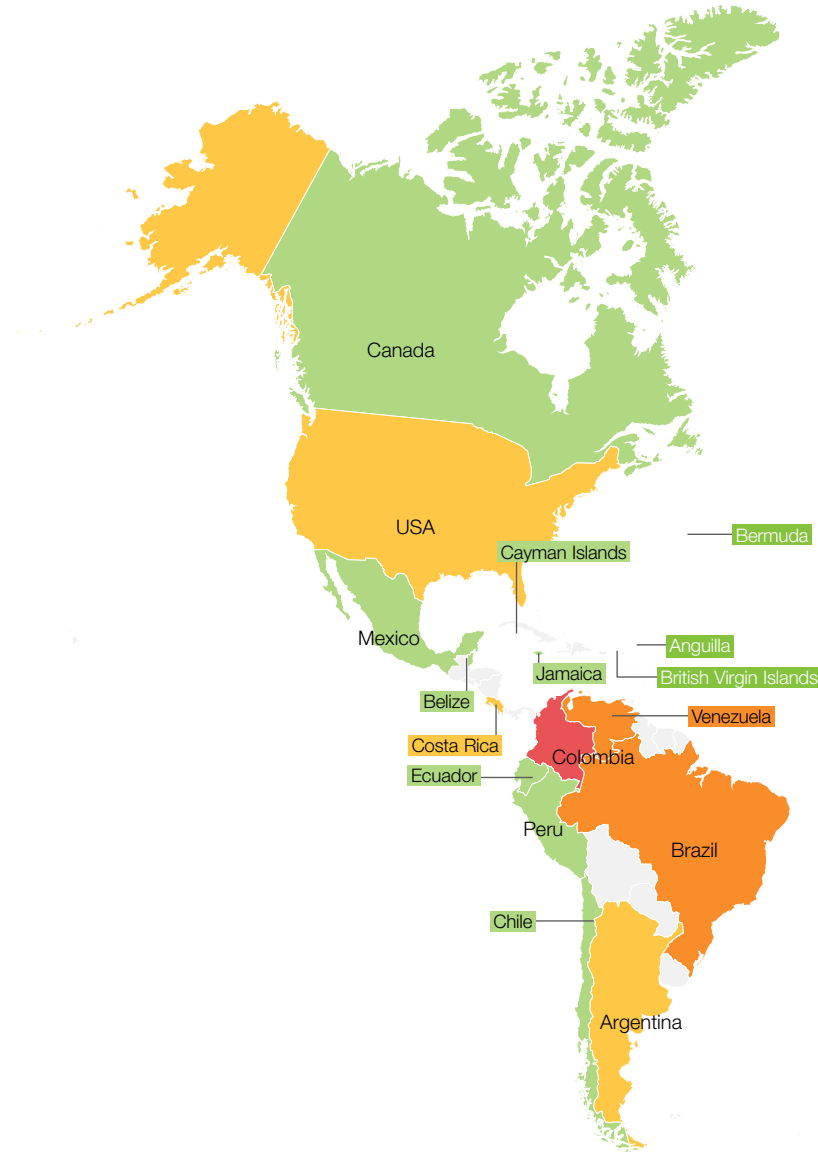 Canada
USA
Bermuda
Cayman Islands
Mexico
Anguilla
Jamaica
British Virgin Islands
Belize
Venezuela
Costa Rica
Colombia
Ecuador
Peru
Brazil
Chile
Argentina